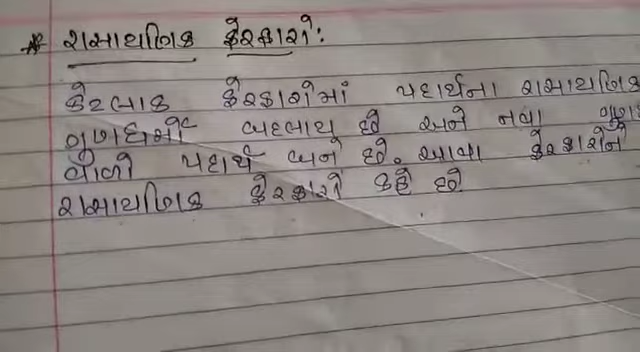 * રાસાયણિક ફેરફારો:
કેટલાક ફેરફારોમાં પદાર્થના રાસાયણિક
ગુણધર્મો બદલાય છે અને નવા ગુણ
વાળો પદાર્થ બને છે. આવા ફેરફારોને
રાસાયણિક ફેરફારો કહે છે